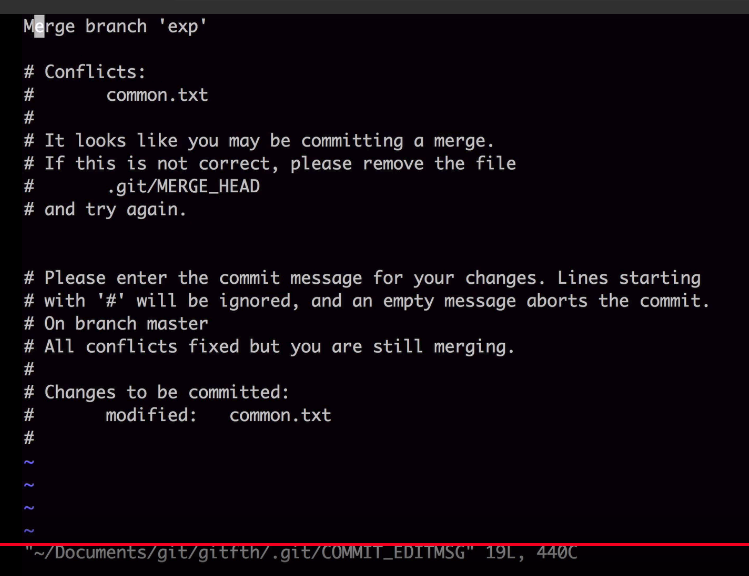 Merge branch 'exp'
# Conflicts:
#       common.txt
#
# It looks like you may be committing a merge.
# If this is not correct, please remove the file
#       .git/MERGE_HEAD
# and try again.
# Please enter the commit message for your changes. Lines starting
# with '#' will be ignored, and an empty message aborts the commit.
# On branch master
# All conflicts fixed but you are still merging.
#
# Changes to be committed:
#       modified:   common.txt
#
~
~
~
~
"~/Documents/git/gitfth/.git/COMMIT_EDITMSG" 19L, 440C